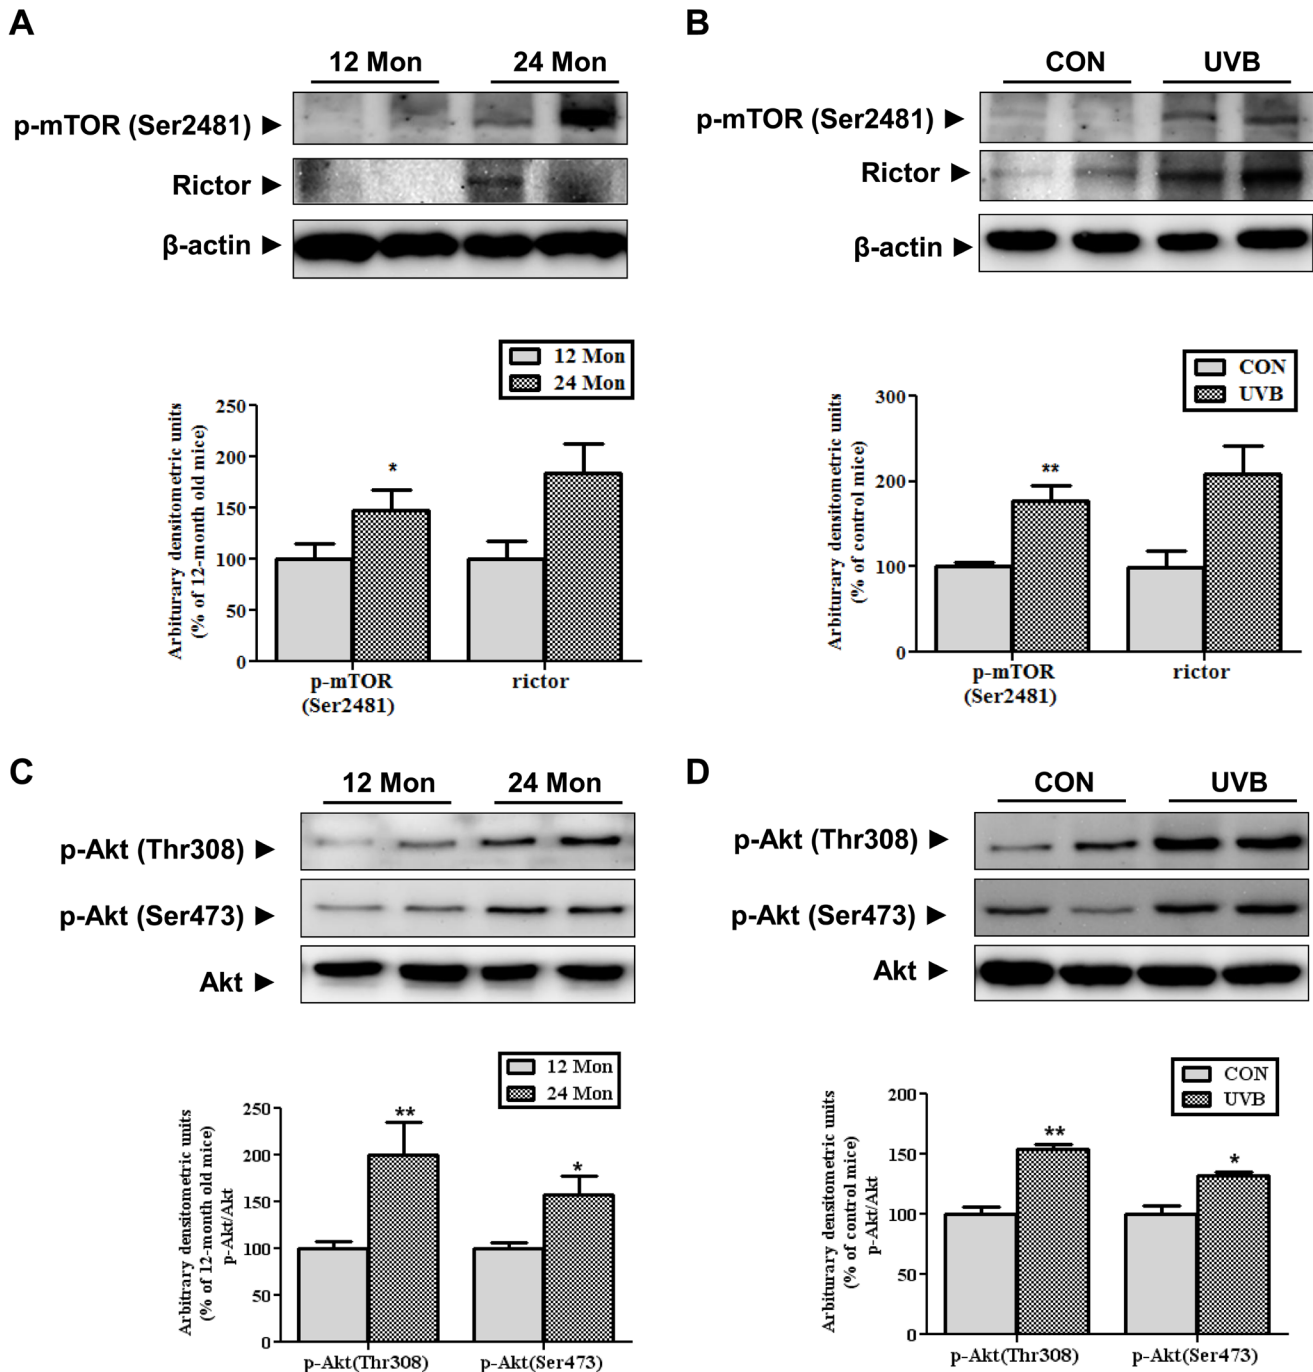 A
12 Mon 24 Mon
p-mTOR (Ser2481) ►
Rictor ►
β-actin ►
12 Mon
24 Mon
Arbiturary densitometric units
(% of 12-month old mice)
250
200
150
100
50
0
*
p-mTOR
(Ser2481)
rictor
B
CON UVB
p-mTOR (Ser2481) ►
Rictor ►
β-actin ►
CON
UVB
Arbiturary densitometric units
(% of control mice)
300
200
100
0
**
p-mTOR
(Ser2481)
rictor
C
12 Mon 24 Mon
p-Akt (Thr308) ►
p-Akt (Ser473) ►
Akt ►
12 Mon
24 Mon
Arbitrary densitometric units
(% of 12-month old mice)
p-Akt/Akt
250
200
150
100
50
0
**
*
p-Akt(Thr308) p-Akt(Ser473)
D
CON UVB
p-Akt (Thr308) ►
p-Akt (Ser473) ►
Akt ►
CON
UVB
Arbiturary densitometric units
(% of control mice)
p-Akt/Akt
200
150
100
50
0
**
*
p-Akt(Thr308) p-Akt(Ser473)